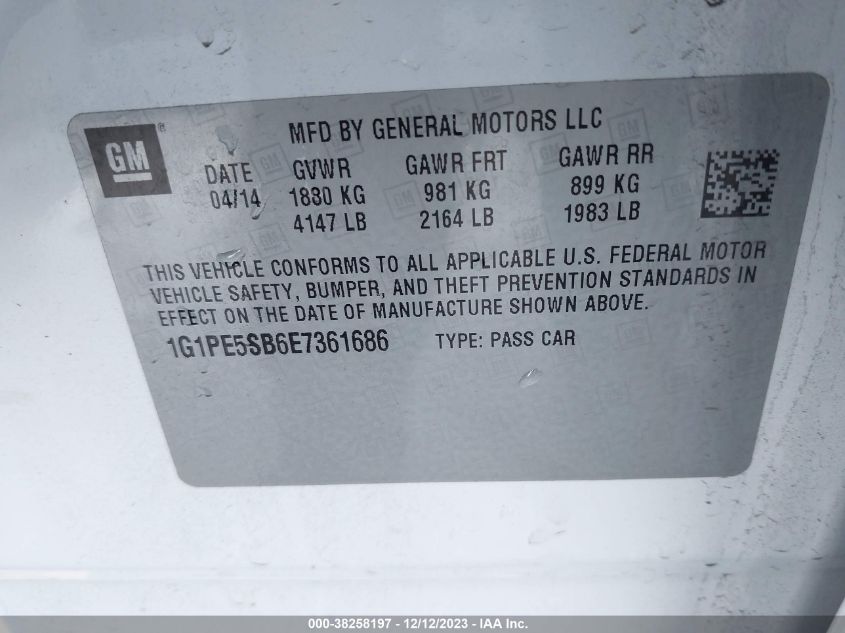 MFD BY GENERAL MOTORS LLC
GM®
DATE GVWR GAWR FRT GAWR RR
04/14 1880 KG 981 KG 899 KG
4147 LB 2164 LB 1983 LB
THIS VEHICLE CONFORMS TO ALL APPLICABLE U.S. FEDERAL MOTOR
VEHICLE SAFETY, BUMPER, AND THEFT PREVENTION STANDARDS IN
EFFECT ON THE DATE OF MANUFACTURE SHOWN ABOVE.
1G1PE5SB6E7361686 TYPE: PASS CAR
000-38258197 - 12/12/2023 - IAA Inc.